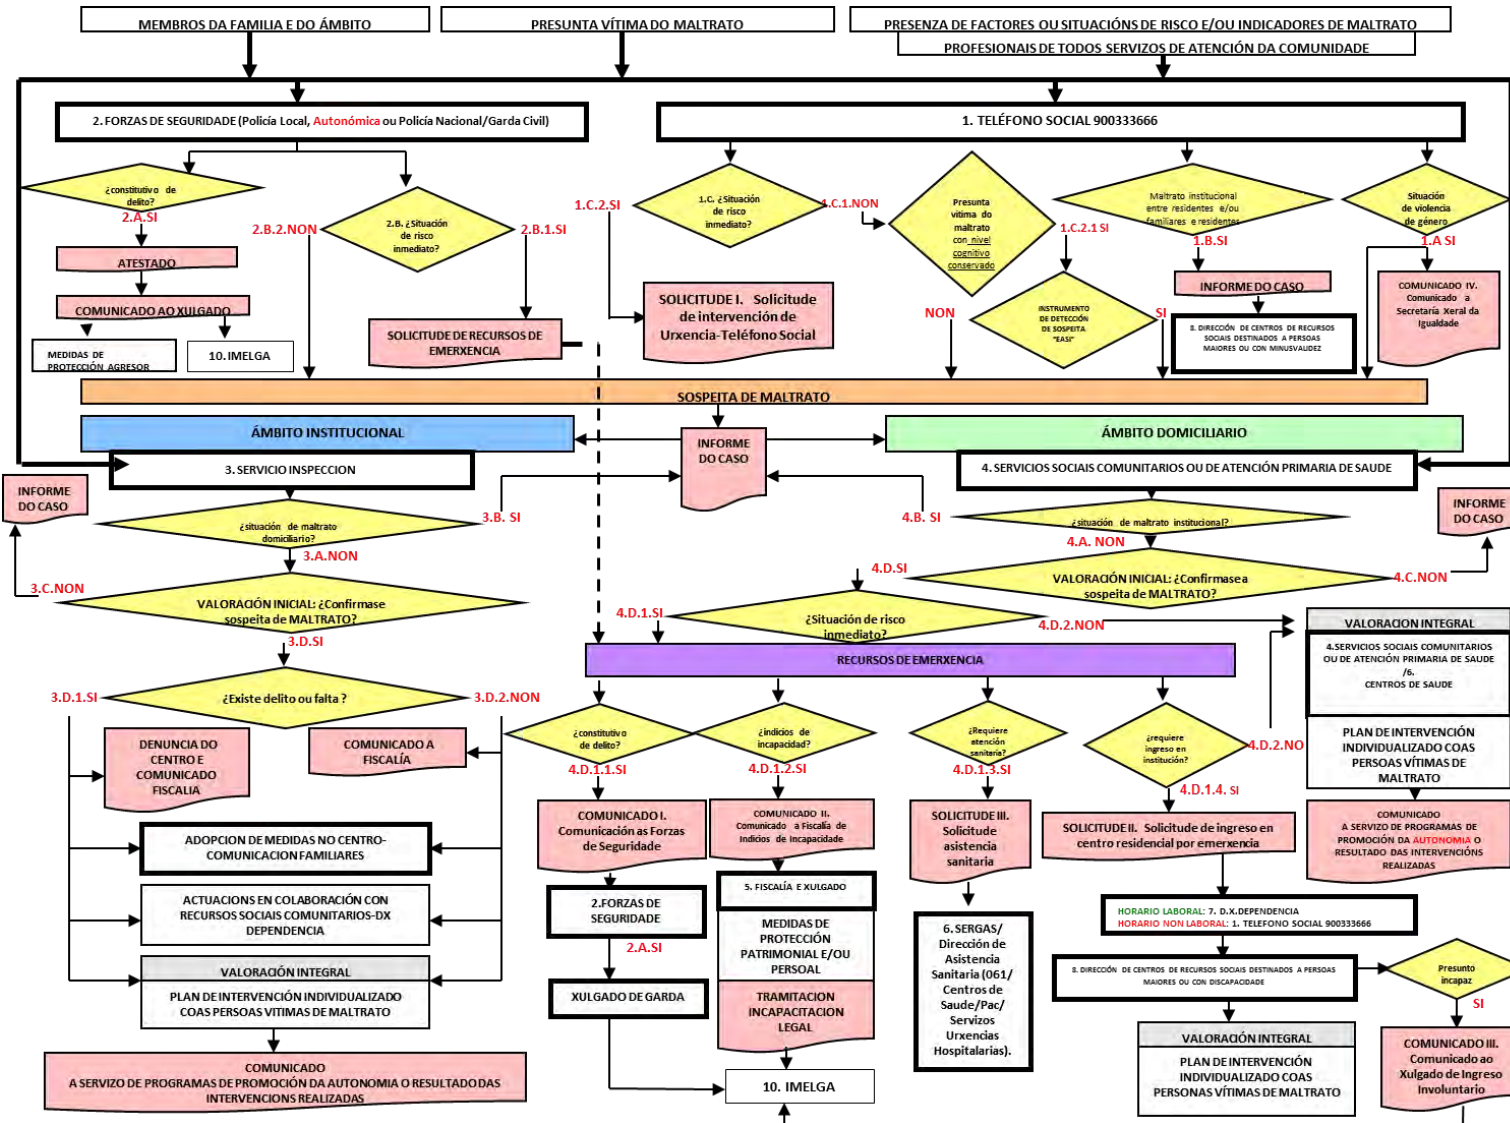 MEMBROS DA FAMILIA E DO ÁMBITO
PRESUNTA VÍTIMA DO MALTRATO
PRESENZA DE FACTORES OU SITUACIÓNS DE RISCO E/OU INDICADORES DE MALTRATO
PROFESIONAIS DE TODOS SERVIZOS DE ATENCIÓN DA COMUNIDADE
2. FORZAS DE SEGURIDADE (Policía Local, Autonómica ou Policía Nacional/Garda Civil)
1. TELÉFONO SOCIAL 900333666
¿constitutivo de
delito?
2.A.SI
ATESTADO
COMUNICADO AO XULGADO
MEDIDAS DE
PROTECCIÓN AGRESOR
10. IMELGA
2.B.2.NON
2.B. ¿Situación
de risco
inmediato?
2.B.1.SI
SOLICITUDE DE RECURSOS DE
EMERXENCIA
1.C.2.SI
1.C. ¿Situación
de risco
inmediato?
1.C.1.NON
SOLICITUDE I. Solicitude
de intervención de
Urxencia-Teléfono Social
Presunta
vítima do
maltrato
con nivel
cognitivo
conservado
1.C.2.1 SI
NON
INSTRUMENTO
DE DETECCIÓN
DE SOSPEITA
"EASI"
SI
Maltrato institucional
entre residentes e/ou
familiares e residentes
1.B.SI
INFORME DO CASO
8. DIRECCIÓN DE CENTROS DE RECURSOS
SOCIAIS DESTINADOS A PERSOAS
MAIORES OU CON MINUSVALIDEZ
Situación
de violencia
de género
1.A SI
COMUNICADO IV.
Comunicado a
Secretaría Xeral da
Igualdade
SOSPEITA DE MALTRATO
ÁMBITO INSTITUCIONAL
INFORME
DO CASO
ÁMBITO DOMICILIARIO
3. SERVICIO INSPECCION
4. SERVICIOS SOCIAIS COMUNITARIOS OU DE ATENCIÓN PRIMARIA DE SAUDE
INFORME
DO CASO
¿situación de maltrato
domiciliario?
3.B. SI
3.A.NON
3.C.NON
VALORACIÓN INICIAL: ¿Confirmase
sospeita de MALTRATO?
3.D.SI
4.B. SI
¿situación de maltrato institucional?
INFORME
DO CASO
4.A. NON
4.D.SI
VALORACIÓN INICIAL: ¿Confirmase a
sospeita de MALTRATO?
4.C.NON
4.D.1.SI
¿Situación de risco
inmediato?
4.D.2.NON
RECURSOS DE EMERXENCIA
VALORACION INTEGRAL
4.SERVICIOS SOCIAIS COMUNITARIOS
OU DE ATENCIÓN PRIMARIA DE SAUDE
/6.
CENTROS DE SAUDE
PLAN DE INTERVENCIÓN
INDIVIDUALIZADO COAS
PERSOAS VÍTIMAS DE
MALTRATO
COMUNICADO
A SERVIZO DE PROGRAMAS DE
PROMOCIÓN DA AUTONOMIA O
RESULTADO DAS INTERVENCIÓNS
REALIZADAS
3.D.1.SI
¿Existe delito ou falta ?
3.D.2.NON
DENUNCIA DO
CENTRO E
COMUNICADO
FISCALIA
COMUNICADO A
FISCALÍA
ADOPCION DE MEDIDAS NO CENTRO-
COMUNICACION FAMILIARES
ACTUACIONS EN COLABORACIÓN CON
RECURSOS SOCIAIS COMUNITARIOS-DX
DEPENDENCIA
VALORACIÓN INTEGRAL
PLAN DE INTERVENCIÓN INDIVIDUALIZADO
COAS PERSOAS VITIMAS DE MALTRATO
COMUNICADO
A SERVIZO DE PROGRAMAS DE PROMOCIÓN DA AUTONOMIA O RESULTADO DAS
INTERVENCIONS REALIZADAS
¿constitutivo
de delito?
4.D.1.1.SI
COMUNICADO I.
Comunicación as Forzas
de Seguridade
2.FORZAS DE
SEGURIDADE
2.A.SI
XULGADO DE GARDA
¿indicios de
incapacidad?
4.D.1.2.SI
COMUNICADO II.
Comunicado a Fiscalía de
Indicios de Incapacidade
5. FISCALÍA E XULGADO
MEDIDAS DE
PROTECCIÓN
PATRIMONIAL E/OU
PERSOAL
TRAMITACION
INCAPACITACION
LEGAL
10. IMELGA
¿Requiere
atención
sanitaria?
4.D.1.3.SI
SOLICITUDE III.
Solicitude
asistencia
sanitaria
6. SERGAS/
Dirección de
Asistencia
Sanitaria (061/
Centros de
Saude/Pac/
Servizos
Urxencias
Hospitalarias).
¿requiere
ingreso en
institución?
4.D.2.NO
4.D.1.4. SI
SOLICITUDE II. Solicitude de ingreso en
centro residencial por emerxencia
HORARIO LABORAL: 7. D.X.DEPENDENCIA
HORARIO NON LABORAL: 1. TELEFONO SOCIAL 900333666
8. DIRECCIÓN DE CENTROS DE RECURSOS SOCIAIS DESTINADOS A PERSOAS
MAIORES OU CON DISCAPACIDADE
Presunto
incapaz
SI
VALORACIÓN INTEGRAL
PLAN DE INTERVENCIÓN
INDIVIDUALIZADO COAS
PERSONAS VÍTIMAS DE MALTRATO
COMUNICADO III.
Comunicado ao
Xulgado de Ingreso
Involuntario